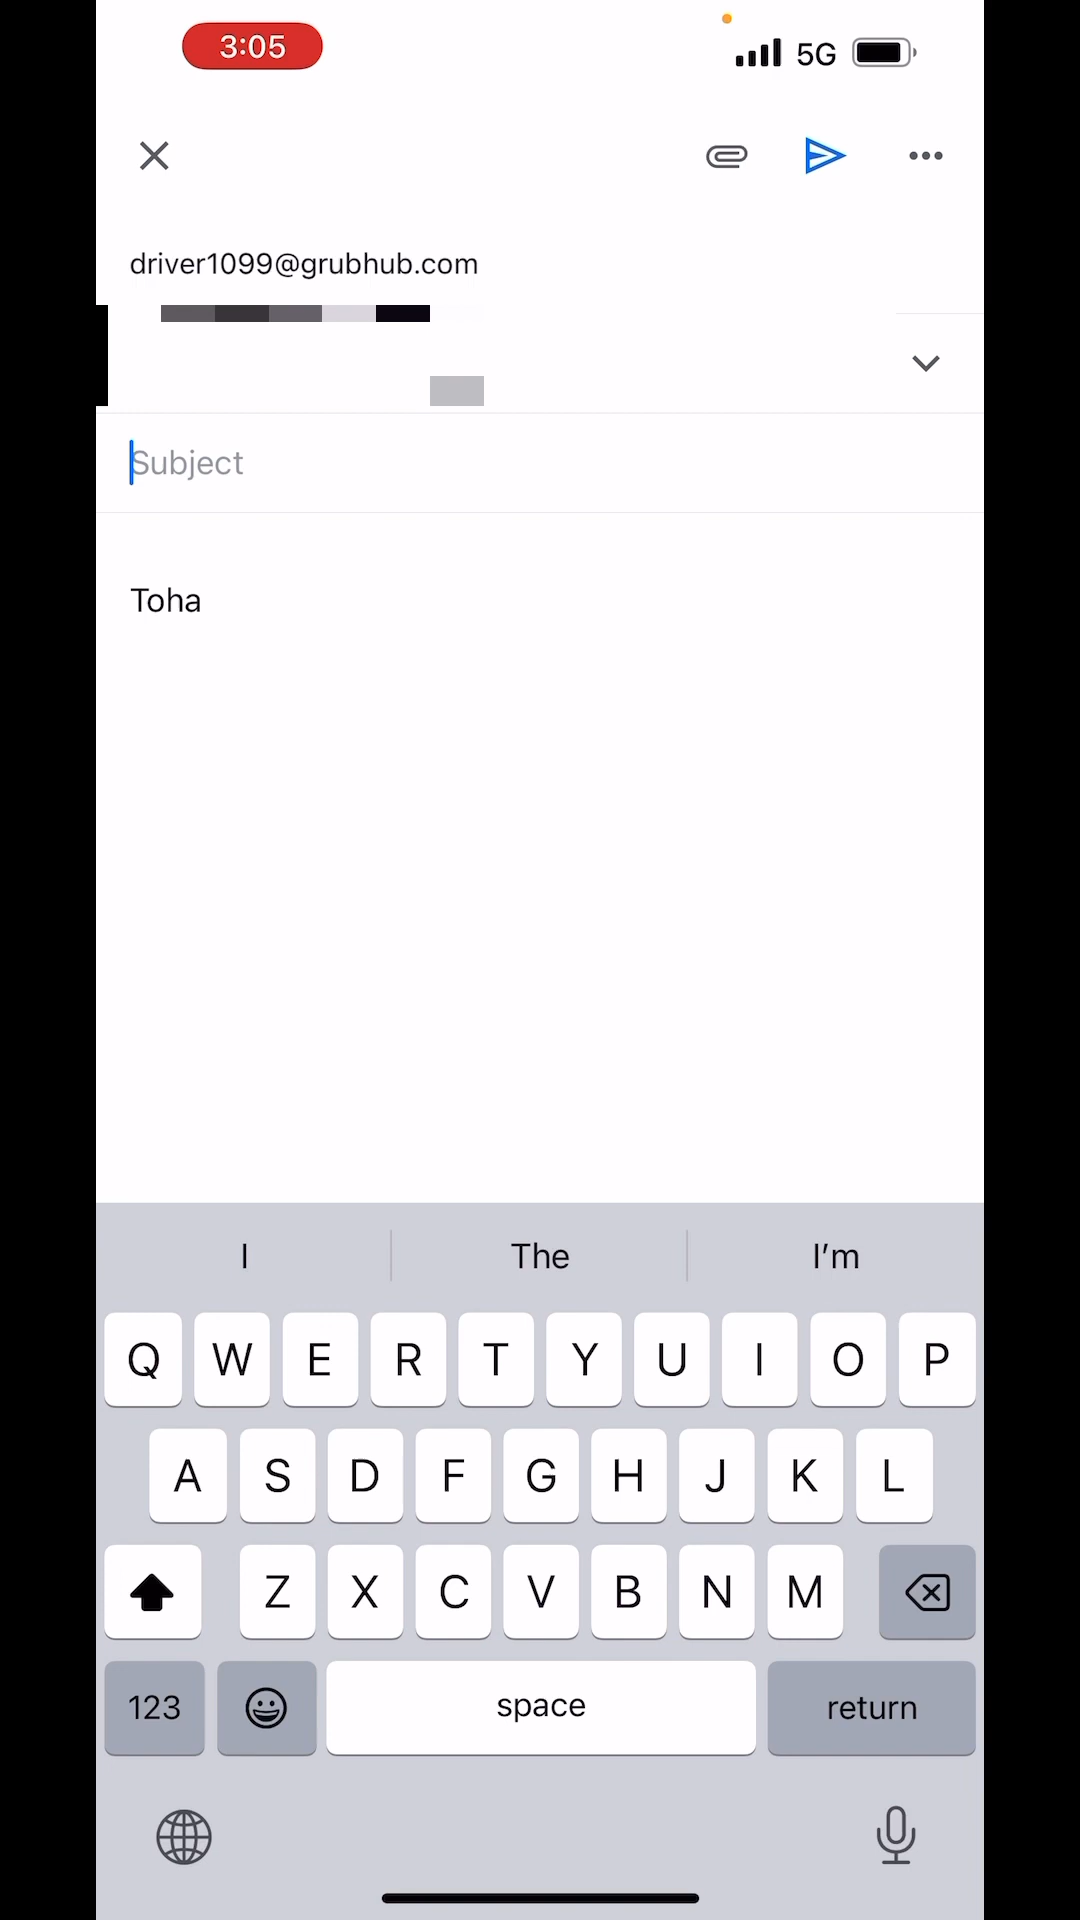 3:05
5G
driver1099@grubhub.com
Subject
Toha
I The I'm
Q W E R T Y U I O P
A S D F G H J K L
Z X C V B N M
123 space return